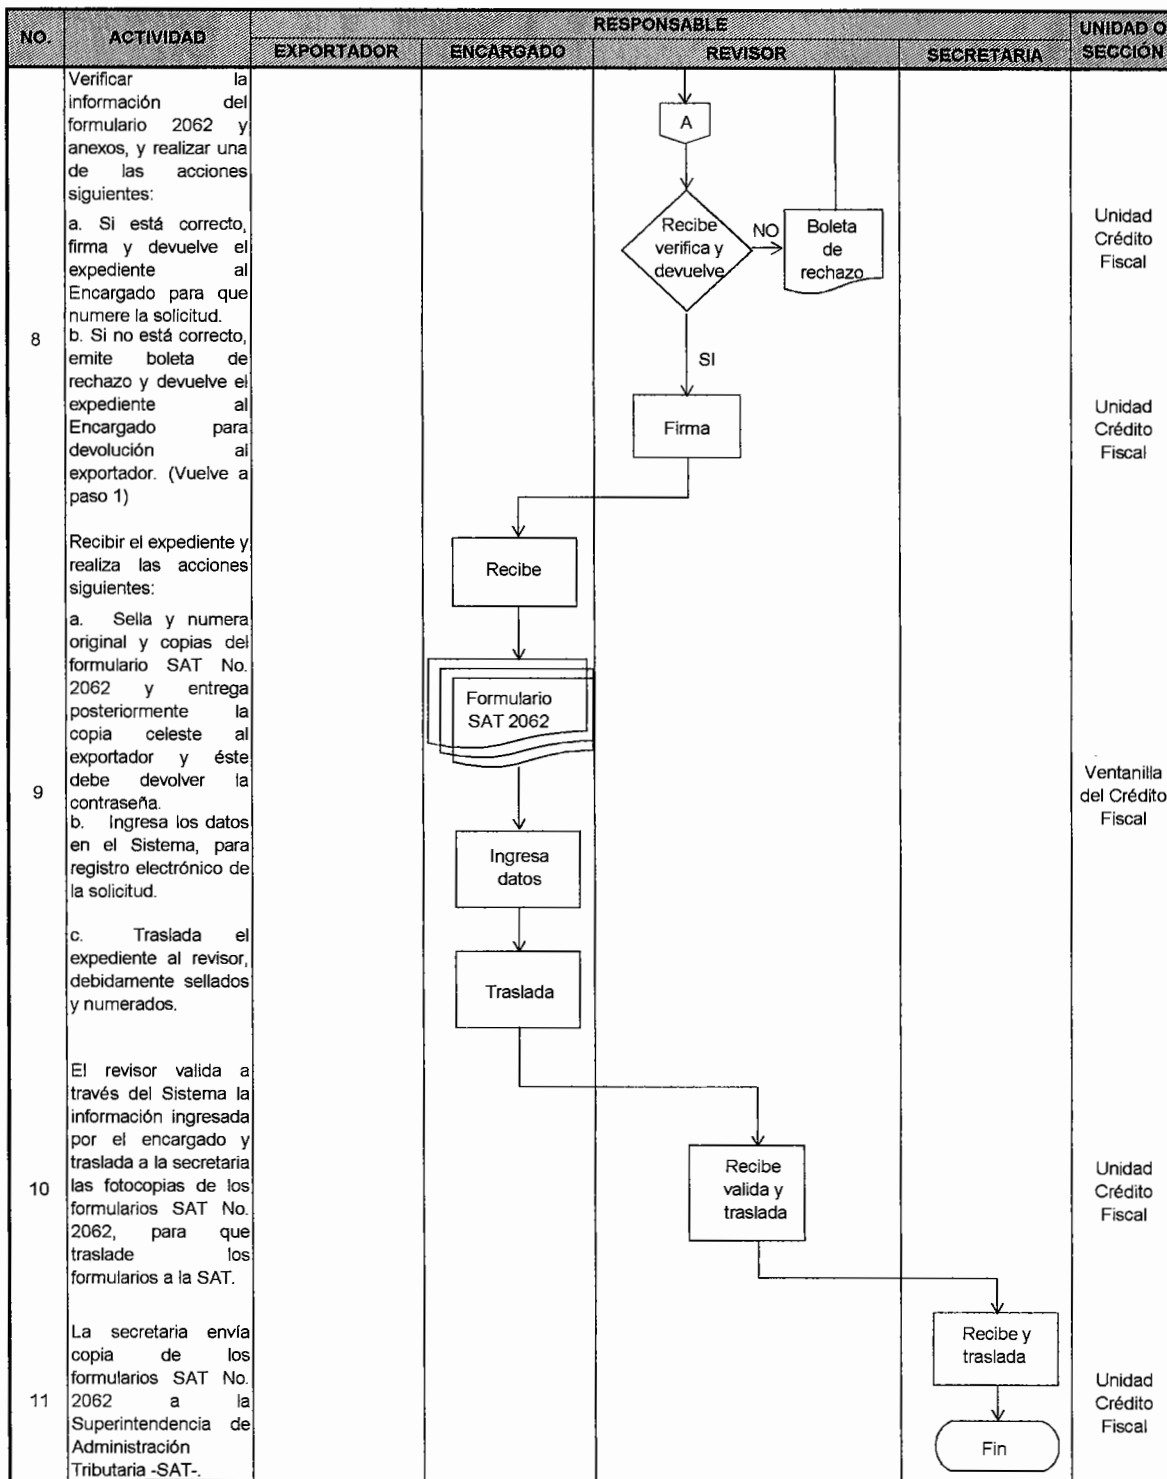 NO.
ACTIVIDAD
RESPONSABLE
UNIDAD O
SECCIÓN
EXPORTADOR
ENCARGADO
REVISOR
SECRETARIA
8
Verificar la
información del
formulario 2062 y
anexos, y realizar una
de las acciones
siguientes:
a. Si está correcto,
firma y devuelve el
expediente al
Encargado para que
numere la solicitud.
b. Si no está correcto,
emite boleta de
rechazo y devuelve el
expediente al
Encargado para
devolución al
exportador. (Vuelve a
paso 1)
A
Recibe
verifica y
devuelve
NO
Boleta
de
rechazo
SI
Firma
Unidad
Crédito
Fiscal
Unidad
Crédito
Fiscal
9
Recibir el expediente y
realiza las acciones
siguientes:
a. Sella y numera
original y copias del
formulario SAT No.
2062 y entrega
posteriormente la
copia celeste al
exportador y éste
debe devolver la
contraseña.
b. Ingresa los datos
en el Sistema, para
registro electrónico de
la solicitud.
c. Traslada el
expediente al revisor,
debidamente sellados
y numerados.
Recibe
Formulario
SAT 2062
Ingresa
datos
Traslada
Ventanilla
del Crédito
Fiscal
10
El revisor valida a
través del Sistema la
información ingresada
por el encargado y
traslada a la secretaria
las fotocopias de los
formularios SAT No.
2062, para que
traslade los
formularios a la SAT.
Recibe
valida y
traslada
Unidad
Crédito
Fiscal
11
La secretaria envía
copia de los
formularios SAT No.
2062 a la
Superintendencia de
Administración
Tributaria -SAT-.
Recibe y
traslada
Fin
Unidad
Crédito
Fiscal